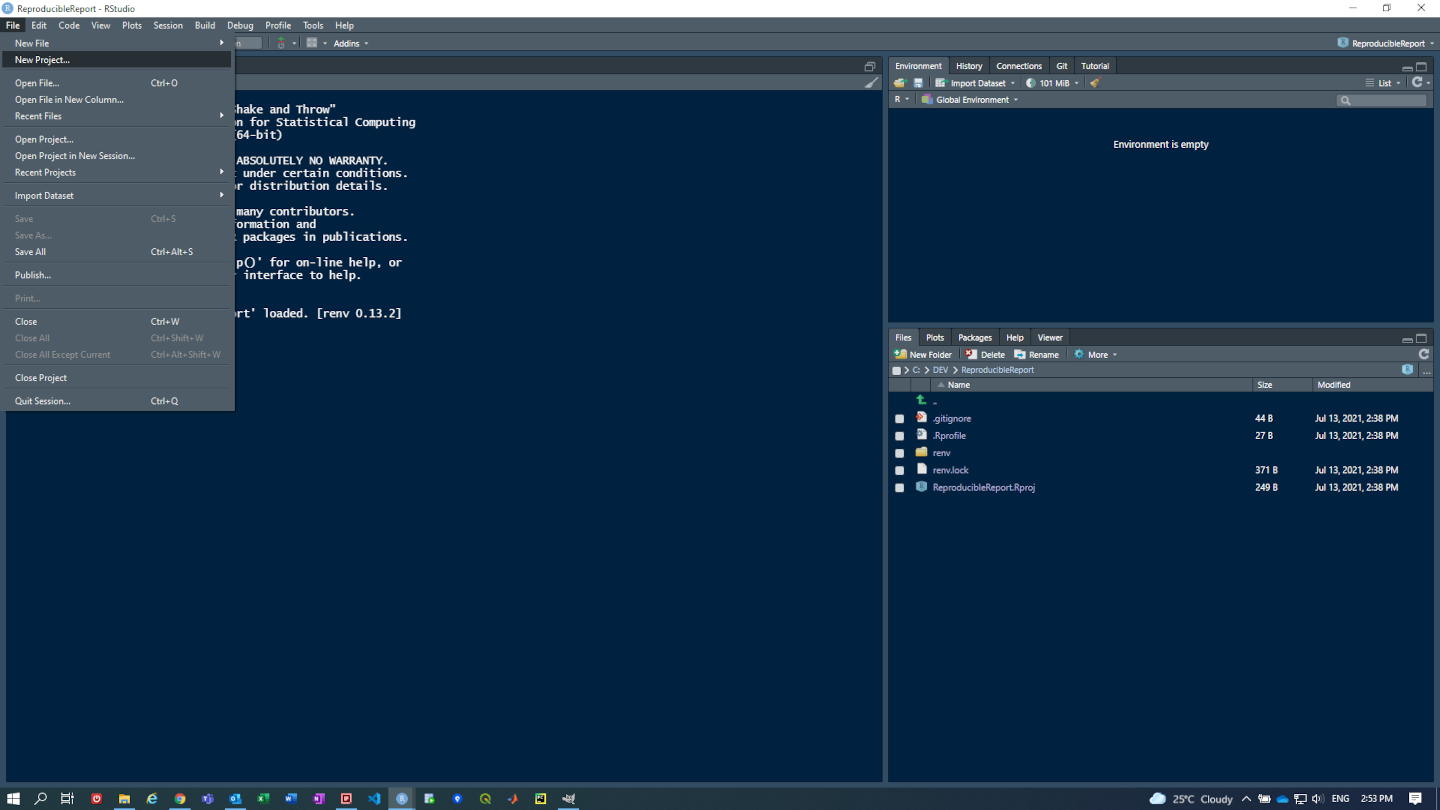 ReproducibleReport - RStudio
File Edit Code View Plots Session Build Debug Profile Tools Help
Addins
ReproducibleReport
New File
New Project...
Open File... Ctrl+O
Open File in New Column...
Recent Files
Open Project...
Open Project in New Session...
Recent Projects
Import Dataset
Save Ctrl+S
Save As...
Save All Ctrl+Alt+S
Publish...
Print...
Close Ctrl+W
Close All Ctrl+Shift+W
Close All Except Current Ctrl+Alt+Shift+W
Close Project
Quit Session... Ctrl+Q
Shake and Throw"
on for Statistical Computing
(64-bit)
ABSOLUTELY NO WARRANTY.
under certain conditions.
or distribution details.
many contributors.
formation and
packages in publications.
p()' for on-line help, or
interface to help.
ort' loaded. [renv 0.13.2]
Environment History Connections Git Tutorial
Import Dataset 101 MiB List
R Global Environment
Environment is empty
Files Plots Packages Help Viewer
New Folder Delete Rename More
C: DEV ReproducibleReport ...
Name Size Modified
..
.gitignore 44 B Jul 13, 2021, 2:38 PM
.Rprofile 27 B Jul 13, 2021, 2:38 PM
renv
renv.lock 371 B Jul 13, 2021, 2:38 PM
ReproducibleReport.Rproj 249 B Jul 13, 2021, 2:38 PM
25°C Cloudy ENG 2:53 PM